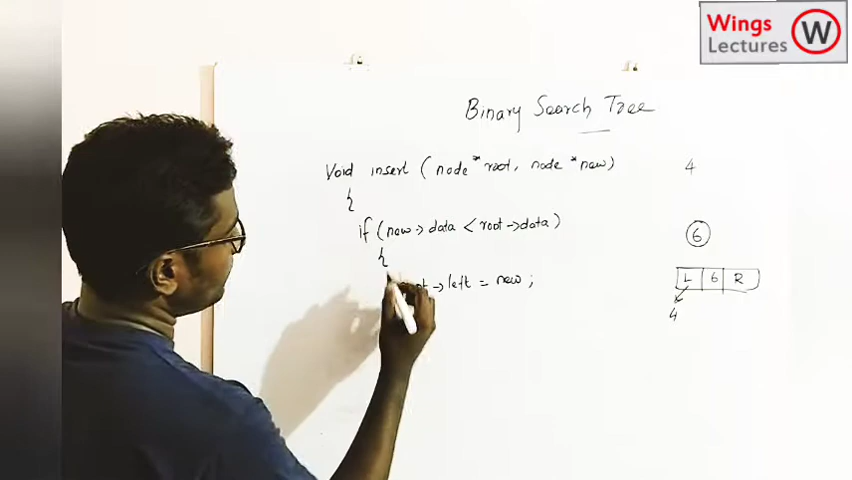 Wings
Lectures W
Binary Search Tree
Void insert ( node * root, node * new) 4
{
if (new -> data < root -> data) 6
{
-> left = new ; L 6 R
4